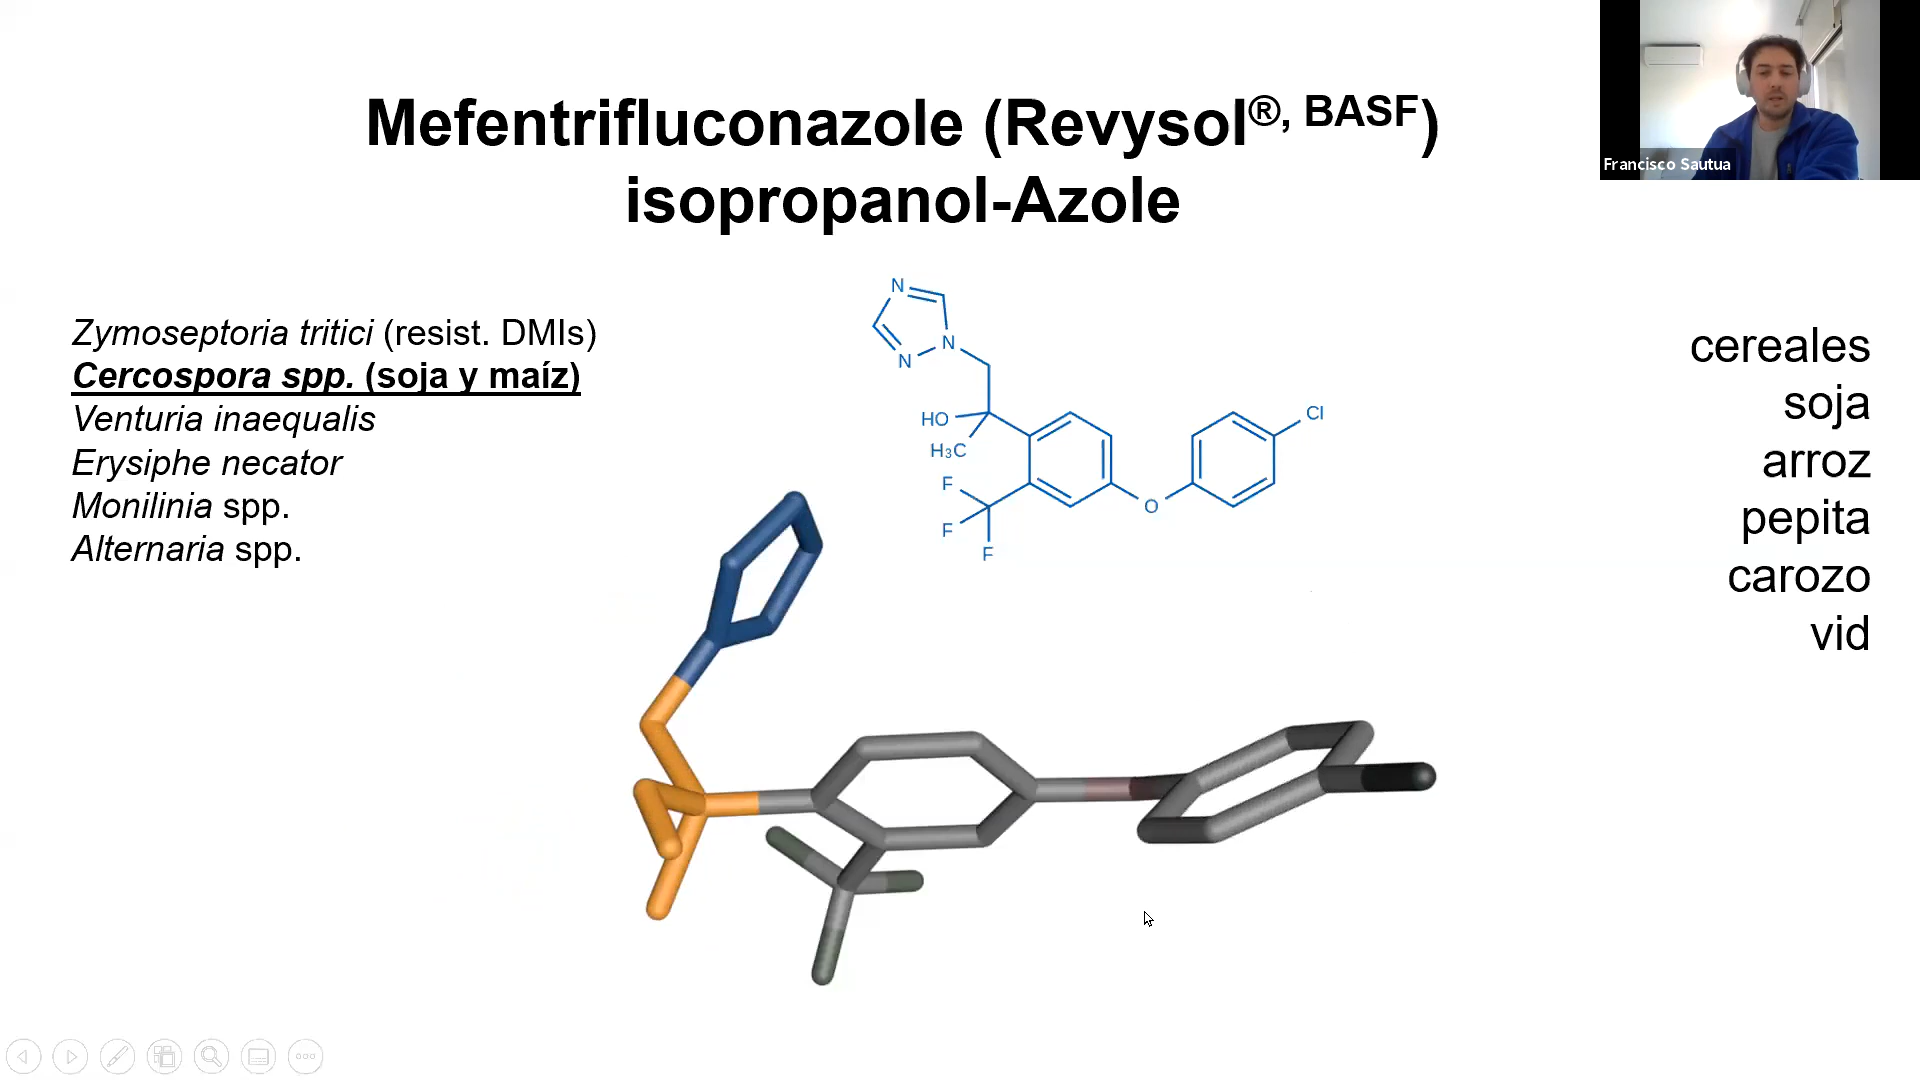 Mefentrifluconazole (Revysol®, BASF)
isopropanol-Azole
Francisco Sautua
Zymoseptoria tritici (resist. DMIs)
Cercospora spp. (soja y maíz)
Venturia inaequalis
Erysiphe necator
Monilinia spp.
Alternaria spp.
N
N
N
HO
H₃C
F
F
F
O
Cl
cereales
soja
arroz
pepita
carozo
vid